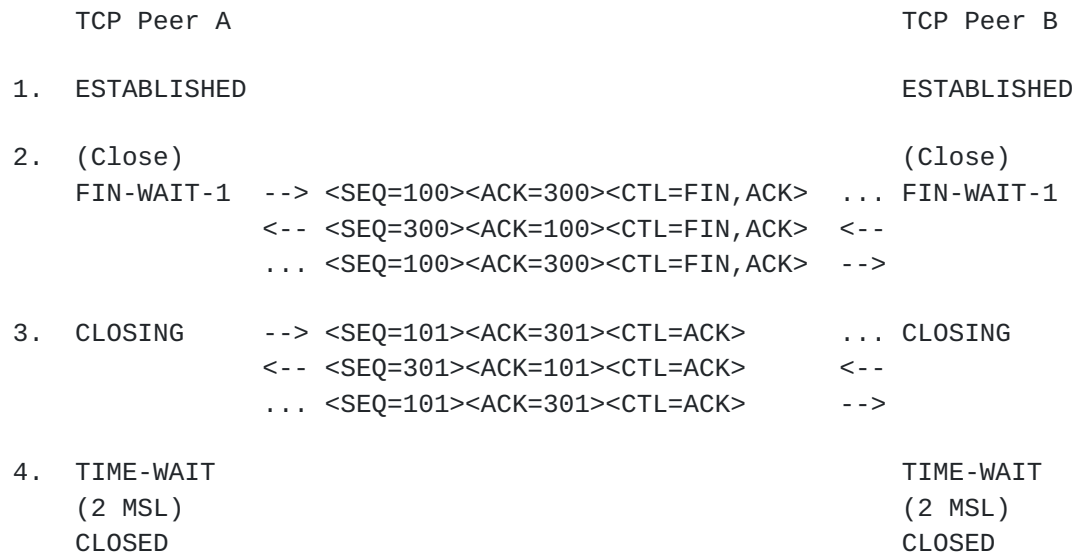 TCP Peer A                                           TCP Peer B

1.  ESTABLISHED                                          ESTABLISHED

2.  (Close)                                              (Close)
    FIN-WAIT-1  --> <SEQ=100><ACK=300><CTL=FIN,ACK>  ... FIN-WAIT-1
                <-- <SEQ=300><ACK=100><CTL=FIN,ACK>  <--
                ... <SEQ=100><ACK=300><CTL=FIN,ACK>  -->

3.  CLOSING     --> <SEQ=101><ACK=301><CTL=ACK>      ... CLOSING
                <-- <SEQ=301><ACK=101><CTL=ACK>      <--
                ... <SEQ=101><ACK=301><CTL=ACK>      -->

4.  TIME-WAIT                                            TIME-WAIT
    (2 MSL)                                              (2 MSL)
    CLOSED                                               CLOSED